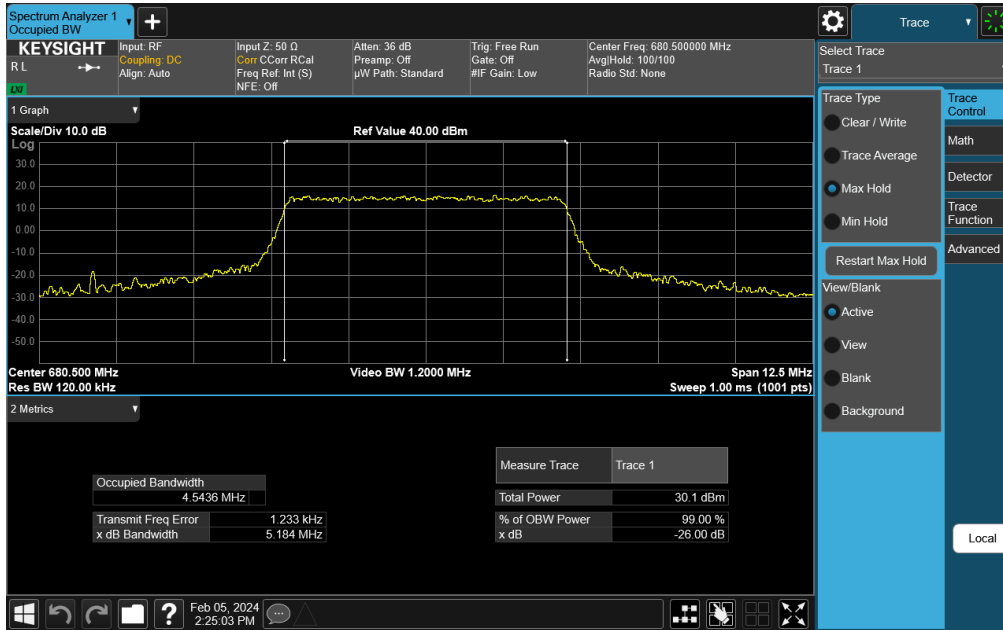 Spectrum Analyzer 1
Occupied BW
Trace
KEYSIGHT
R L
LXI
Input: RF
Coupling: DC
Align: Auto
Input Z: 50 Ω
Corr CCorr RCal
Freq Ref: Int (S)
NFE: Off
Atten: 36 dB
Preamp: Off
µW Path: Standard
Trig: Free Run
Gate: Off
#IF Gain: Low
Center Freq: 680.500000 MHz
Avg|Hold: 100/100
Radio Std: None
Select Trace
Trace 1
1 Graph
Scale/Div 10.0 dB
Ref Value 40.00 dBm
Log
30.0
20.0
10.0
0.00
-10.0
-20.0
-30.0
-40.0
-50.0
Center 680.500 MHz
Video BW 1.2000 MHz
Span 12.5 MHz
Res BW 120.00 kHz
Sweep 1.00 ms (1001 pts)
2 Metrics
Measure Trace
Trace 1
Occupied Bandwidth
4.5436 MHz
Total Power
30.1 dBm
Transmit Freq Error
1.233 kHz
% of OBW Power
99.00 %
x dB Bandwidth
5.184 MHz
x dB
-26.00 dB
Trace Type
Clear / Write
Trace Average
Max Hold
Min Hold
Restart Max Hold
View/Blank
Active
View
Blank
Background
Trace
Control
Math
Detector
Trace
Function
Advanced
Local
?
Feb 05, 2024
2:25:03 PM